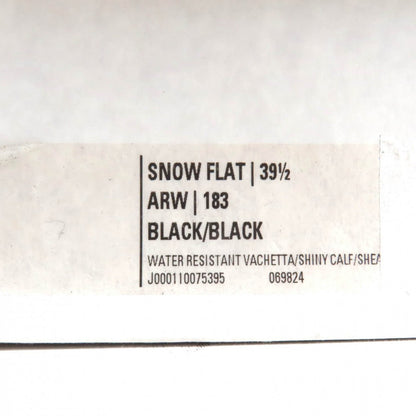 SNOW FLAT | 39½
ARW | 183
BLACK/BLACK
WATER RESISTANT VACHETTA/SHINY CALF/SHEA
J000110075395 069824